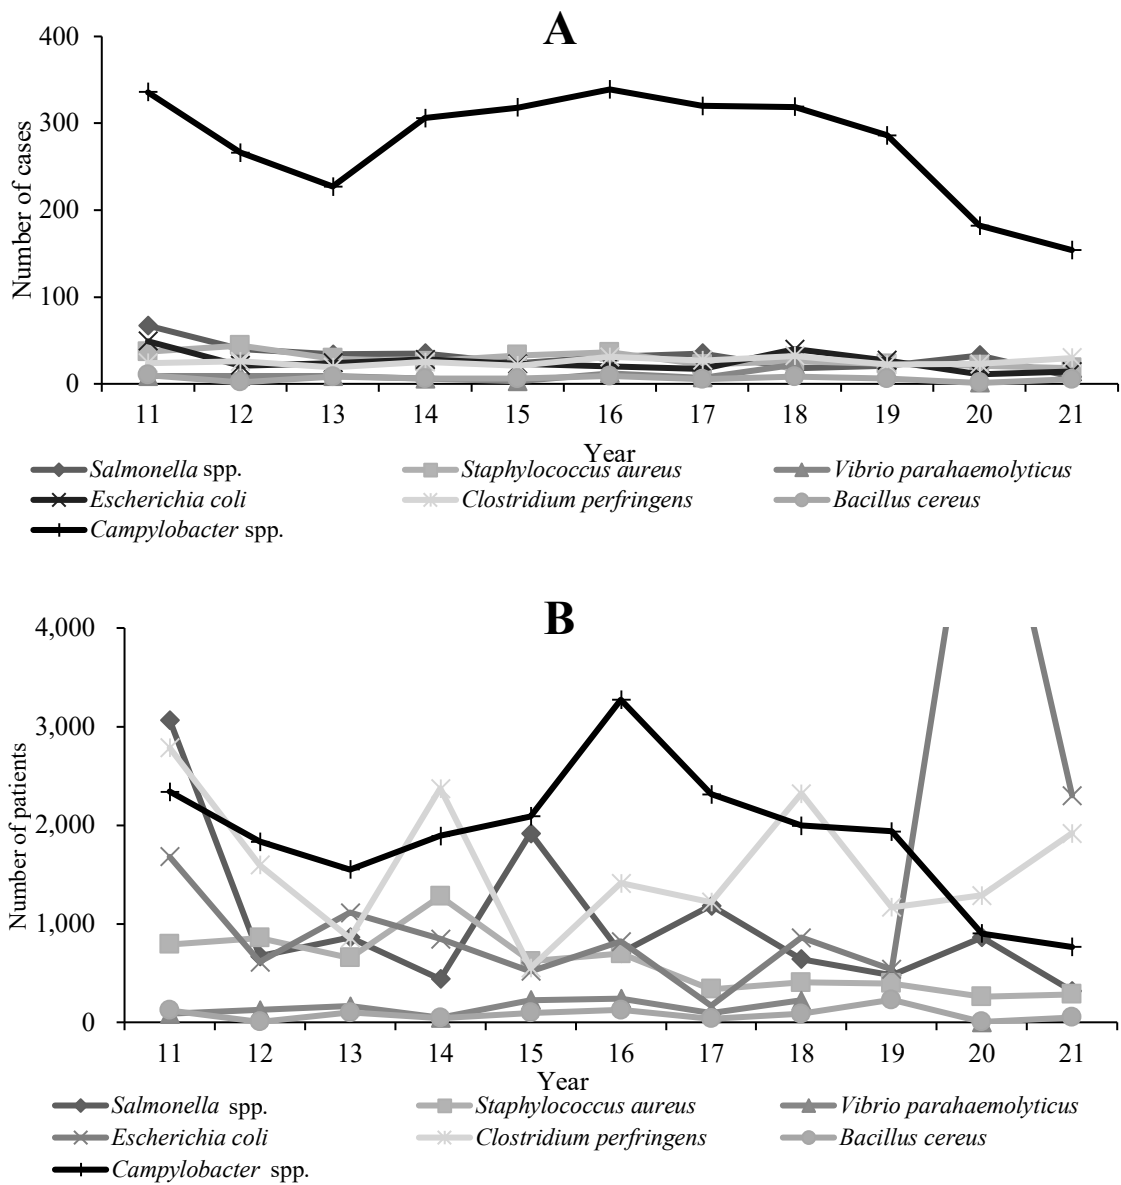 A
400
300
200
100
0
Number of cases
11 12 13 14 15 16 17 18 19 20 21
Year
Salmonella spp. Staphylococcus aureus Vibrio parahaemolyticus
Escherichia coli Clostridium perfringens Bacillus cereus
Campylobacter spp.
B
4,000
3,000
2,000
1,000
0
Number of patients
11 12 13 14 15 16 17 18 19 20 21
Year
Salmonella spp. Staphylococcus aureus Vibrio parahaemolyticus
Escherichia coli Clostridium perfringens Bacillus cereus
Campylobacter spp.